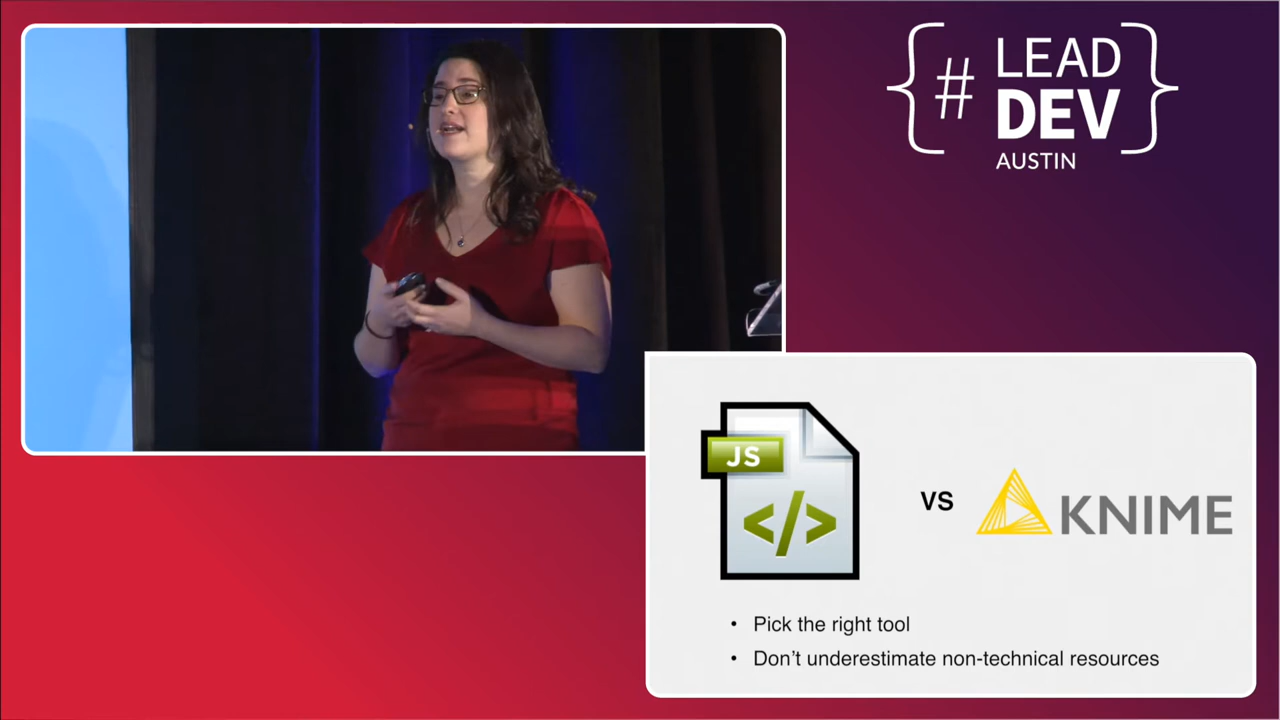 {#LEAD
DEV}
AUSTIN
JS
</>
vs
KNIME
• Pick the right tool
• Don't underestimate non-technical resources